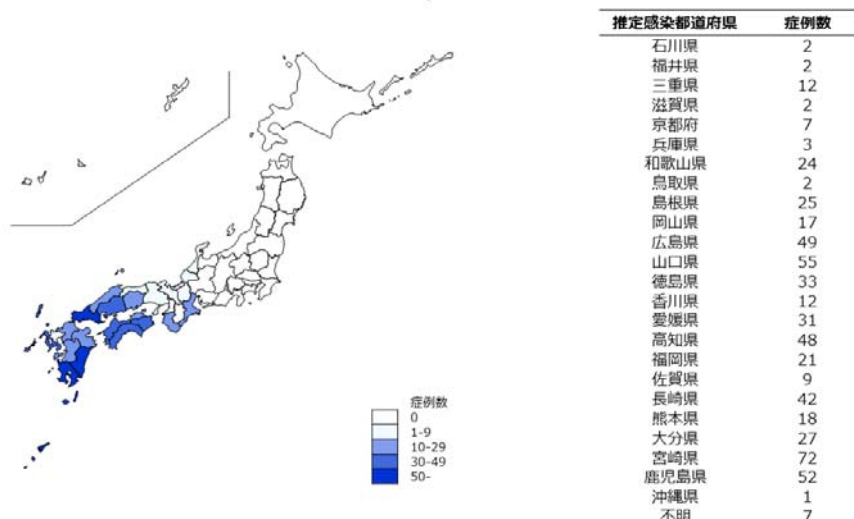 推定感染都道府県 症例数
石川県 2
福井県 2
三重県 12
滋賀県 2
京都府 7
兵庫県 3
和歌山県 24
鳥取県 2
島根県 25
岡山県 17
広島県 49
山口県 55
徳島県 33
香川県 12
愛媛県 31
高知県 48
福岡県 21
佐賀県 9
長崎県 42
熊本県 18
大分県 27
宮崎県 72
鹿児島県 52
沖縄県 1
不明 7
症例数
0
1-9
10-29
30-49
50-